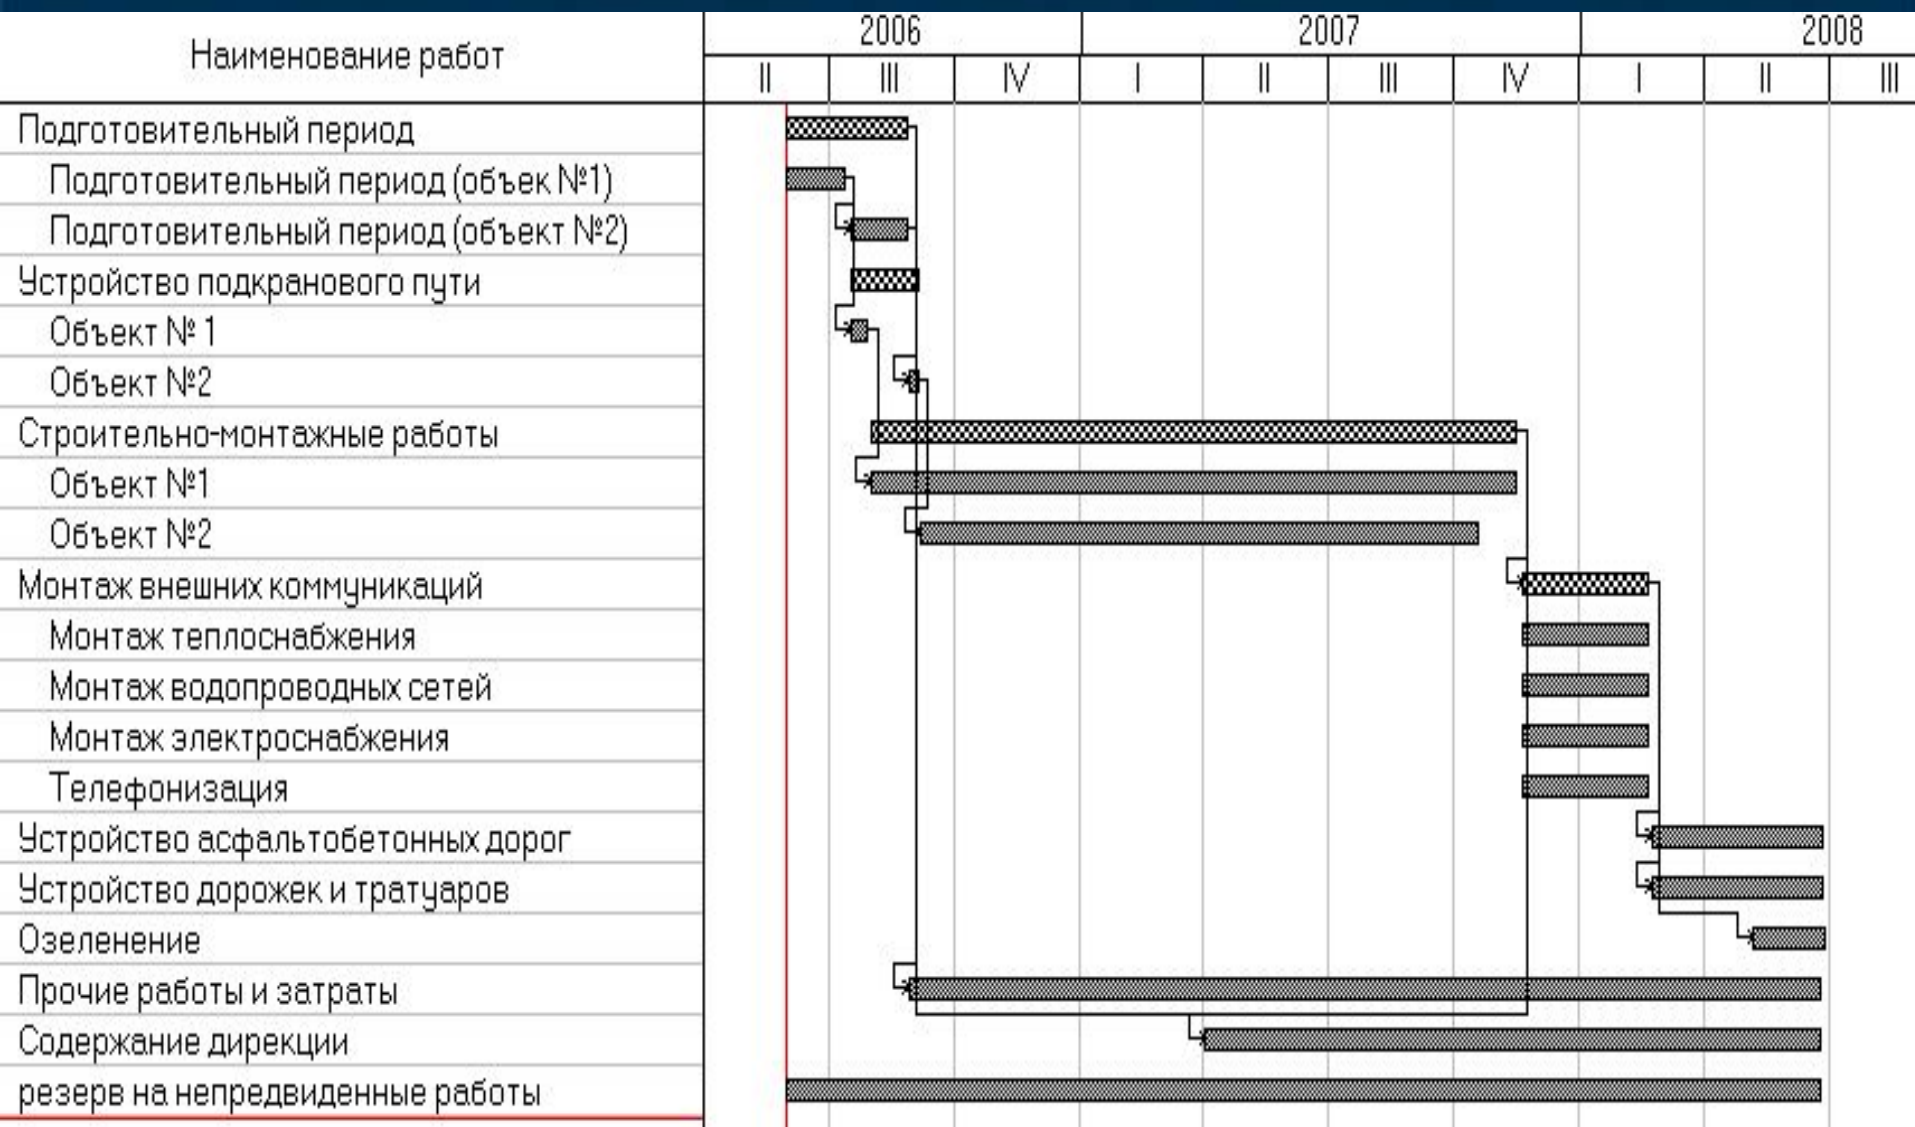 Наименование работ
2006 2007 2008
II III IV I II III IV I II III
Подготовительный период
Подготовительный период (объек №1)
Подготовительный период (объект №2)
Устройство подкранового пути
Объект № 1
Объект №2
Строительно-монтажные работы
Объект №1
Объект №2
Монтаж внешних коммуникаций
Монтаж теплоснабжения
Монтаж водопроводных сетей
Монтаж электроснабжения
Телефонизация
Устройство асфальтобетонных дорог
Устройство дорожек и тратуаров
Озеленение
Прочие работы и затраты
Содержание дирекции
резерв на непредвиденные работы